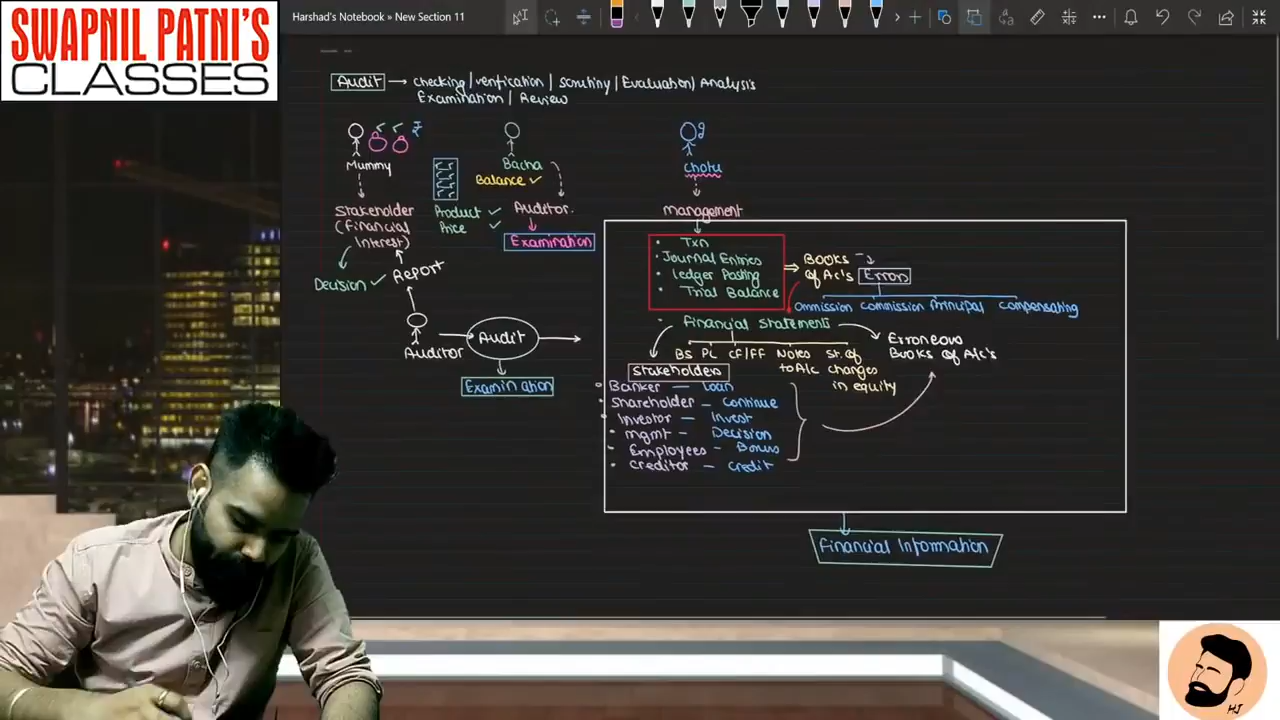 SWAPNIL PATNI'S
CLASSES
Harshad's Notebook » New Section 11
Audit → checking/verification/scrutiny/Evaluation/Analysis
Examination/Review
Mummy
₹
Stakeholder
(Financial
Interest)
Decision ✓
Report
Auditor
Audit
Examination
Bacha
Balance ✓
Product ✓
Price ✓
Auditor.
Examination
Chotu
management
• Txn
• Journal Entries
• Ledger Posting
• Trial Balance
⇒ BOOKS
of Ac's
Errors
Ommission Commission Principal Compensating
• Financial Statements
BS PL CF/FF Notes to A/c St. of changes in equity
Erroneous
Books of A/c's
Stakeholders
Banker — Loan
Shareholder — Continue
Investor — Invest
• mgmt — Decision
Employees — Bonus
• Creditor — Credit
Financial Information
HJ